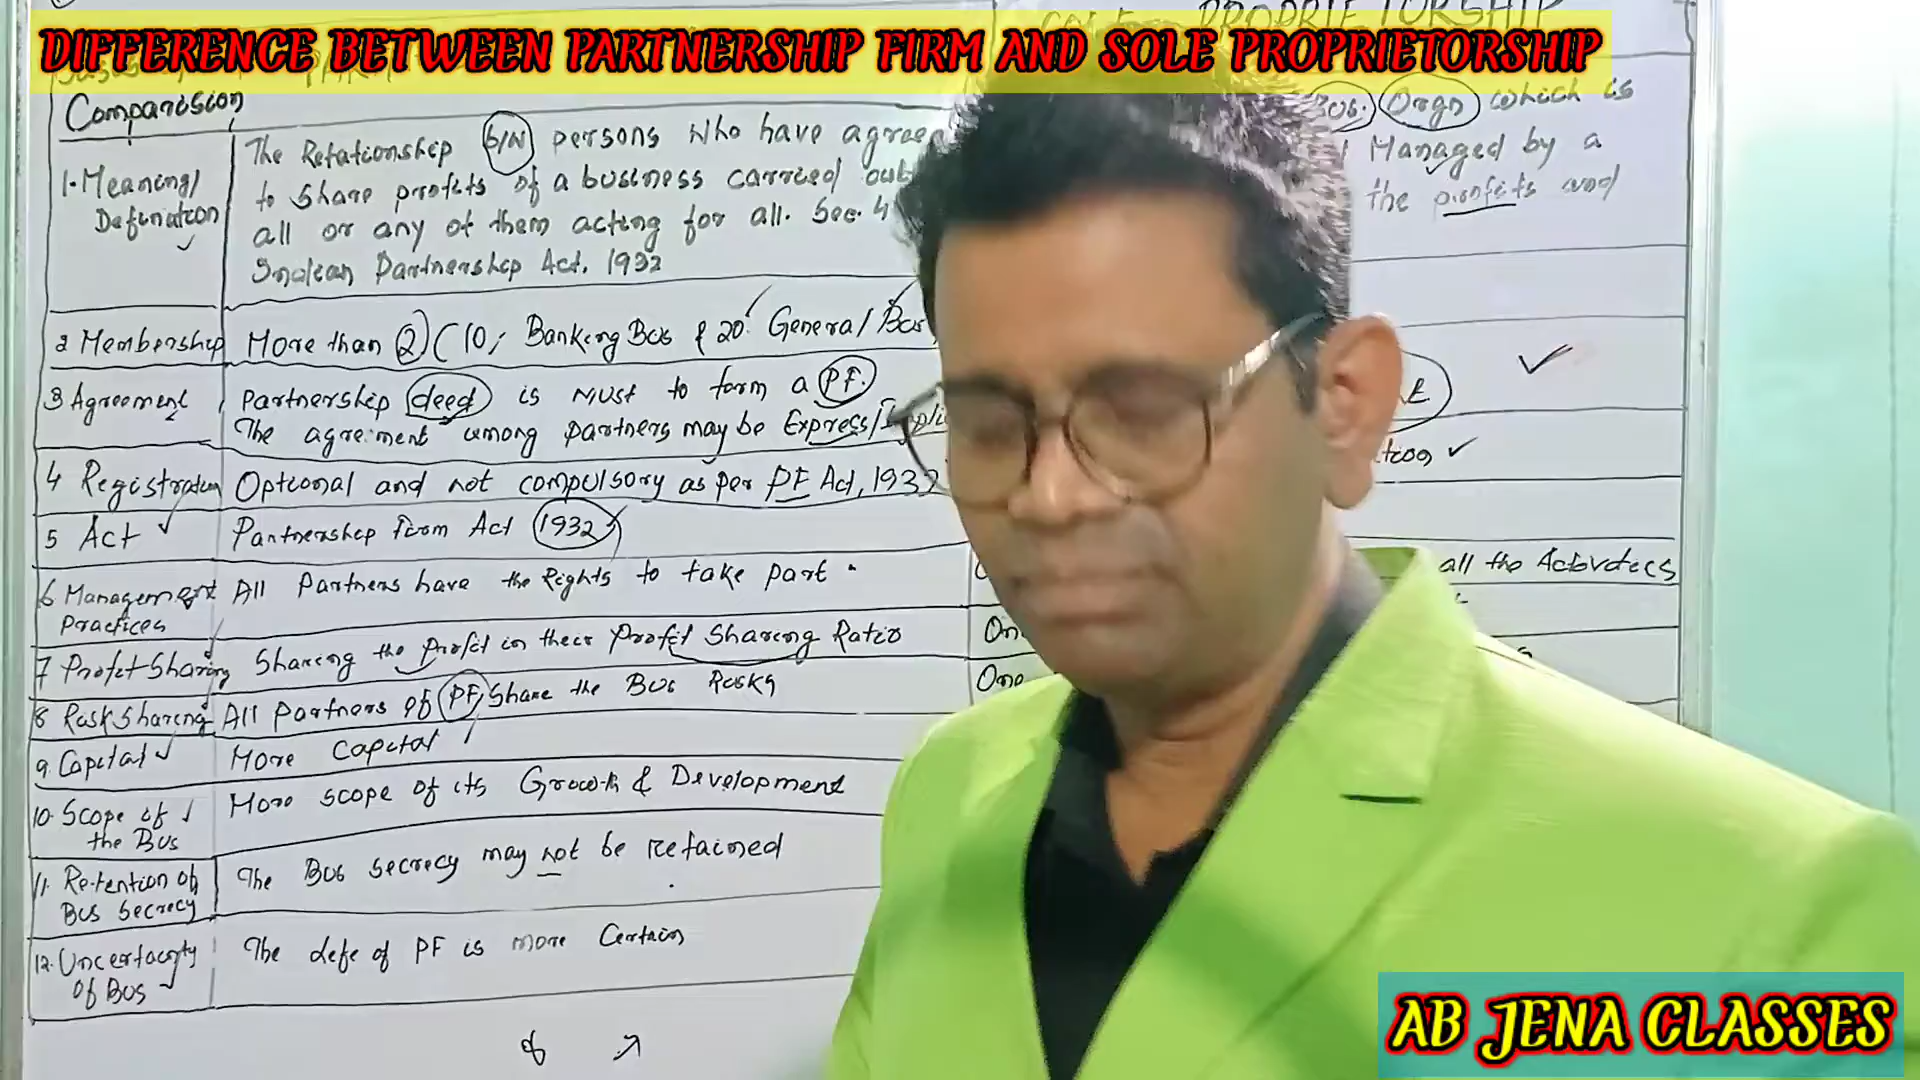 DIFFERENCE BETWEEN PARTNERSHIP FIRM AND SOLE PROPRIETORSHIP
PROPRIETORSHIP
Comparision
1. Meaning/
Defination
The Relationship b/n persons who have agree
to share profits of a business carried out
all or any of them acting for all. Sec. 4
Indian Partnership Act, 1932
Bus. Orgn which is
Managed by a
the profits and
2 Membership More than 2 (10, Banking Bus & 20 General Bus
3 Agreement Partnership deed is must to form a PF.
The agreement among partners may be Express/
4 Registration Optional and not compulsory as per PF Act, 1932
5 Act Partnership Firm Act 1932
6 Management All Partners have the Rights to take part
Practices
all the Activities
7 Profit Sharing Sharing the Profit in their Profit Sharing Ratio
8 Risk Sharing All partners of PF Share the Bus Risks
9. Capital More Capital
10. Scope of More scope of its Growth & Development
the Bus
11. Retention of The Bus secrecy may not be retained
Bus Secrecy
12. Uncertainty The life of PF is more Certain
of Bus
AB JENA CLASSES